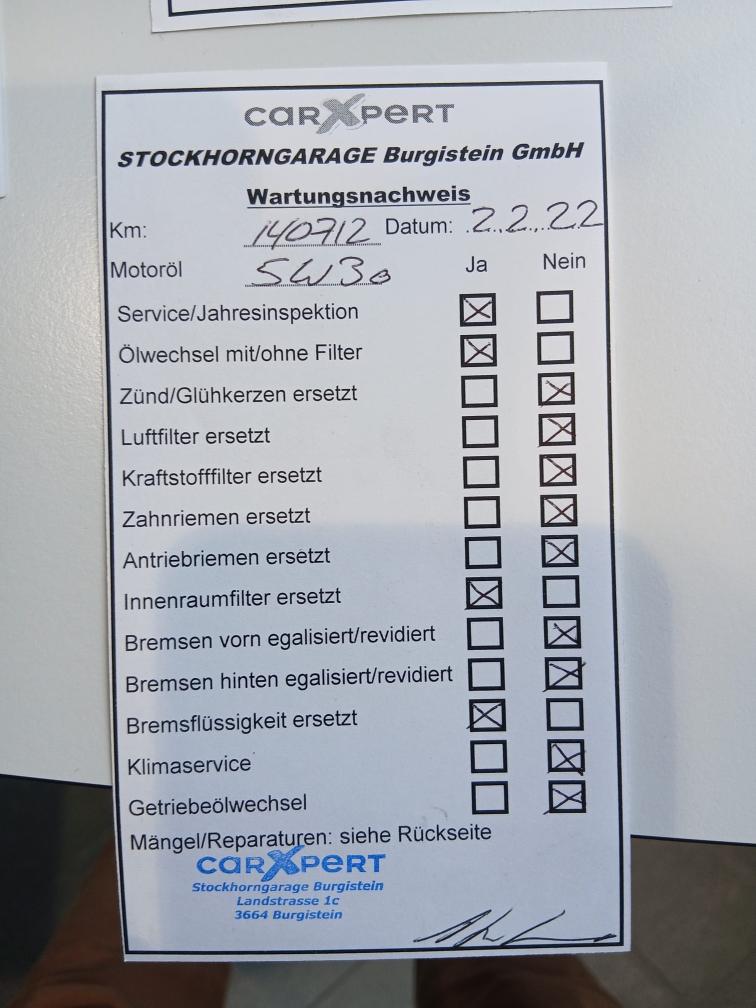 carXpert
STOCKHORNGARAGE Burgistein GmbH
Wartungsnachweis
Km: 140712 Datum: 2.2.22
Motoröl 5W30 Ja Nein
Service/Jahresinspektion
Ölwechsel mit/ohne Filter
Zünd/Glühkerzen ersetzt
Luftfilter ersetzt
Kraftstofffilter ersetzt
Zahnriemen ersetzt
Antriebriemen ersetzt
Innenraumfilter ersetzt
Bremsen vorn egalisiert/revidiert
Bremsen hinten egalisiert/revidiert
Bremsflüssigkeit ersetzt
Klimaservice
Getriebeölwechsel
Mängel/Reparaturen: siehe Rückseite
carXpert
Stockhorngarage Burgistein
Landstrasse 1c
3664 Burgistein